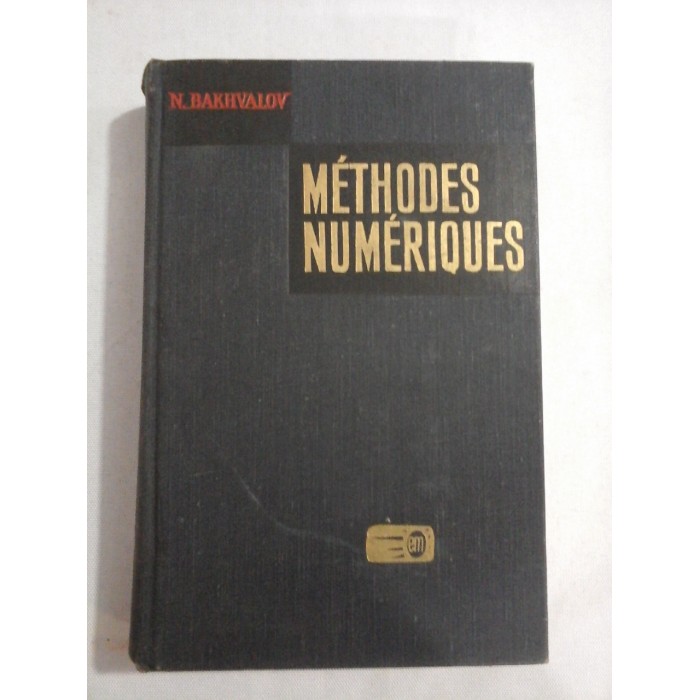 N. BAKHVALOV
MÉTHODES
NUMÉRIQUES
em